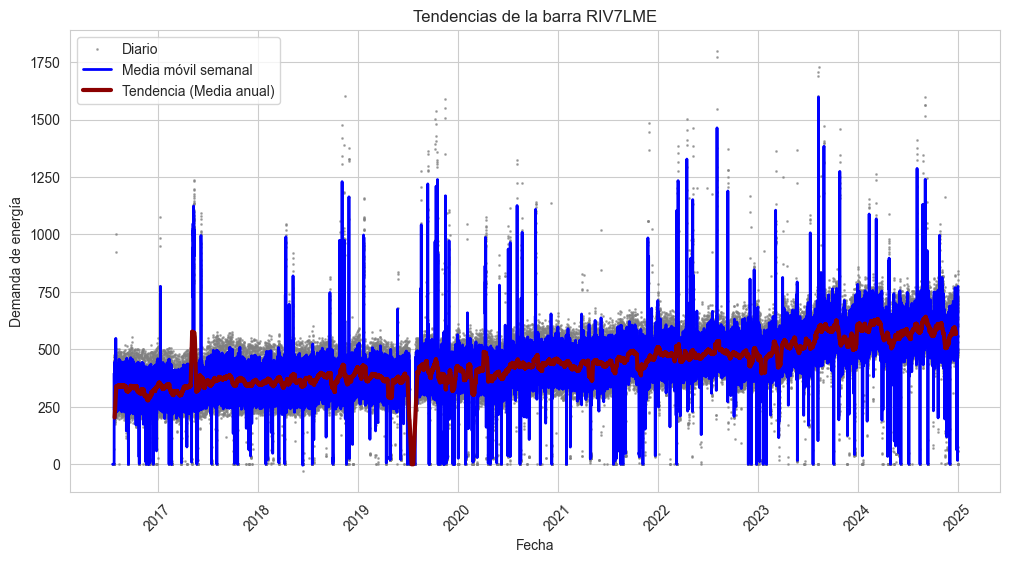 Tendencias de la barra RIV7LME
Diario
Media móvil semanal
Tendencia (Media anual)
Demanda de energía
1750
1500
1250
1000
750
500
250
0
2017
2018
2019
2020
2021
2022
2023
2024
2025
Fecha